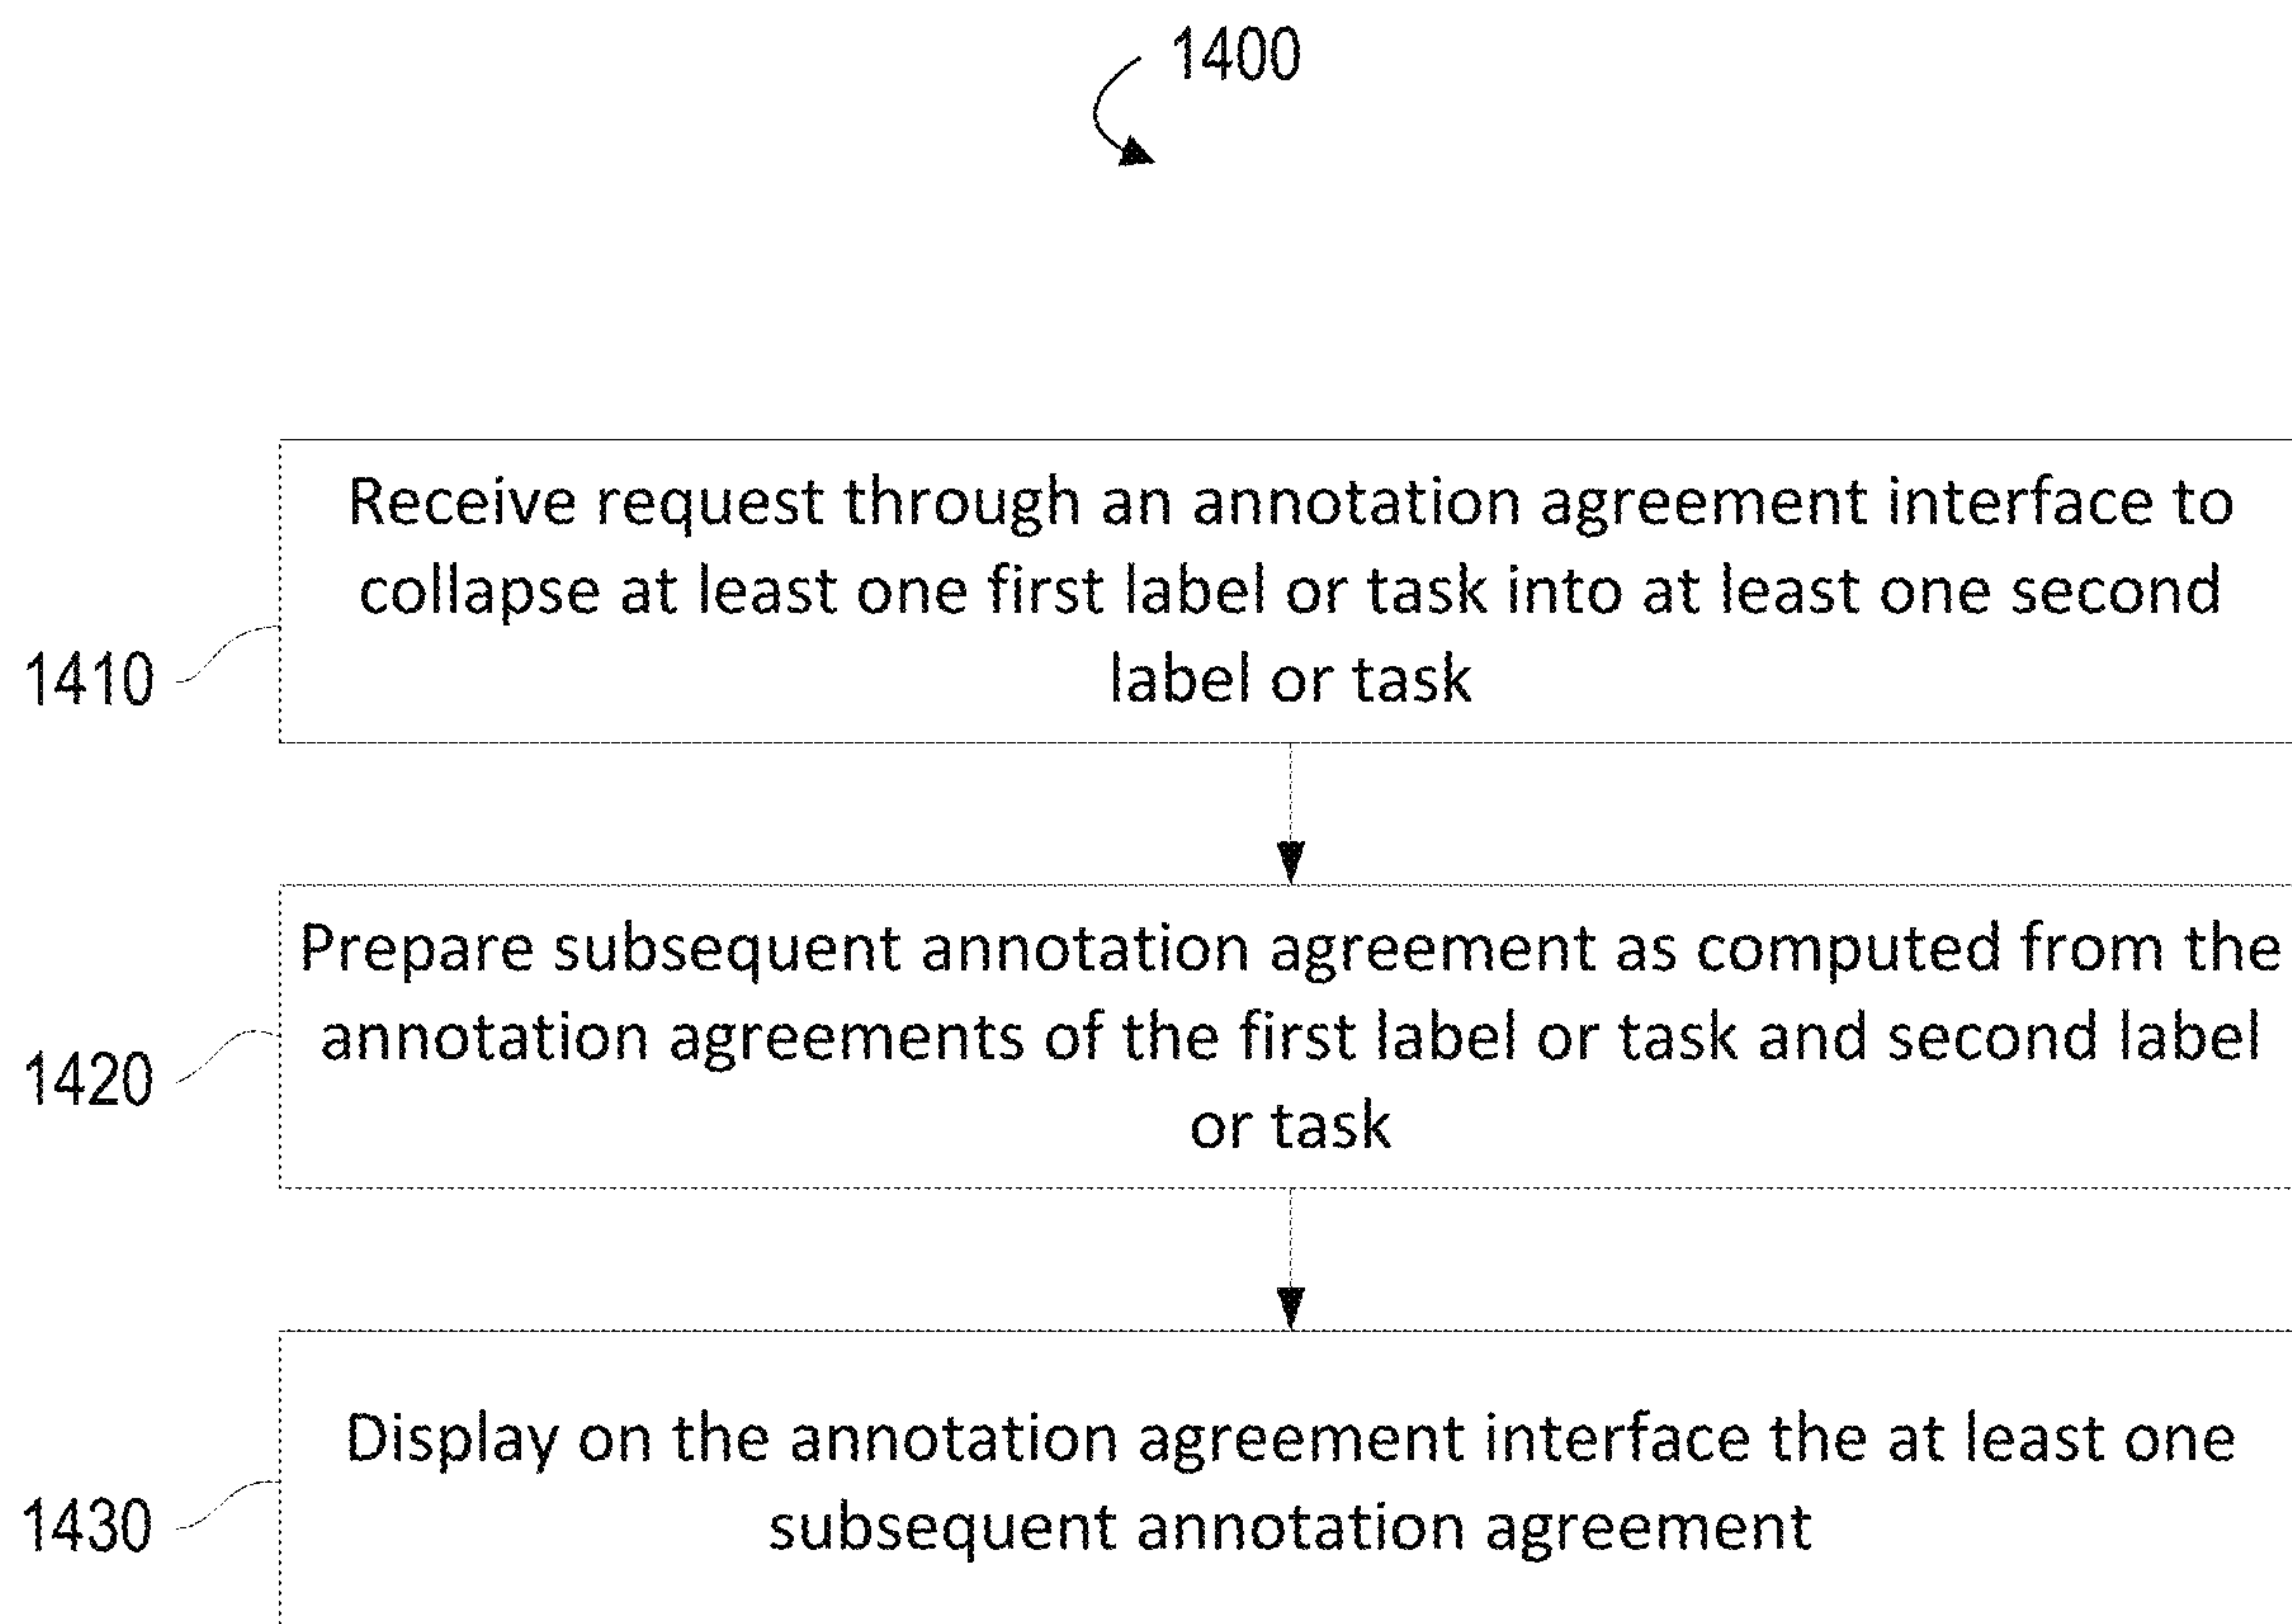 1400
Receive request through an annotation agreement interface to
collapse at least one first label or task into at least one second
label or task
1410
Prepare subsequent annotation agreement as computed from the
annotation agreements of the first label or task and second label
or task
1420
Display on the annotation agreement interface the at least one
subsequent annotation agreement
1430